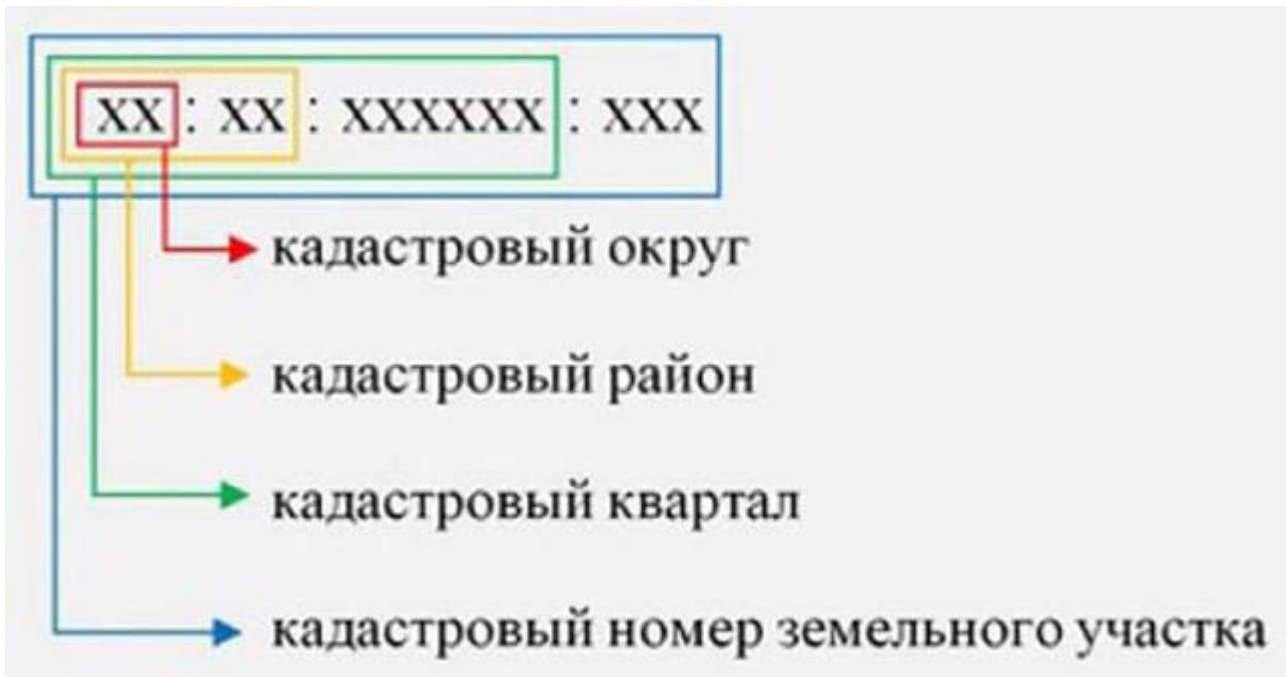 xx : xx : xxxxxx : xxx
кадастровый округ
кадастровый район
кадастровый квартал
кадастровый номер земельного участка